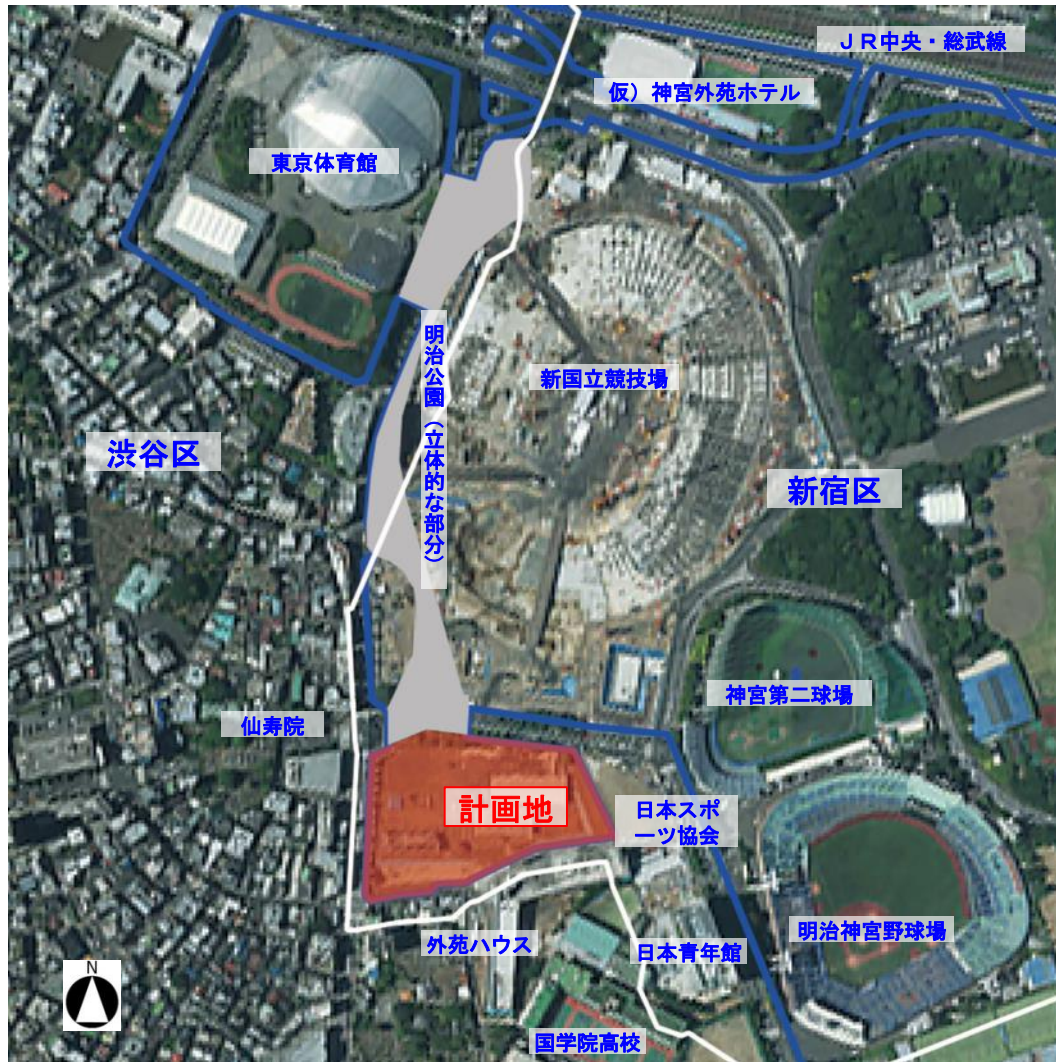 ＪＲ中央・総武線
仮）神宮外苑ホテル
東京体育館
明治公園（立体的な部分）
新国立競技場
渋谷区
新宿区
神宮第二球場
仙寿院
計画地
日本スポ
ーツ協会
明治神宮野球場
外苑ハウス
日本青年館
N
国学院高校